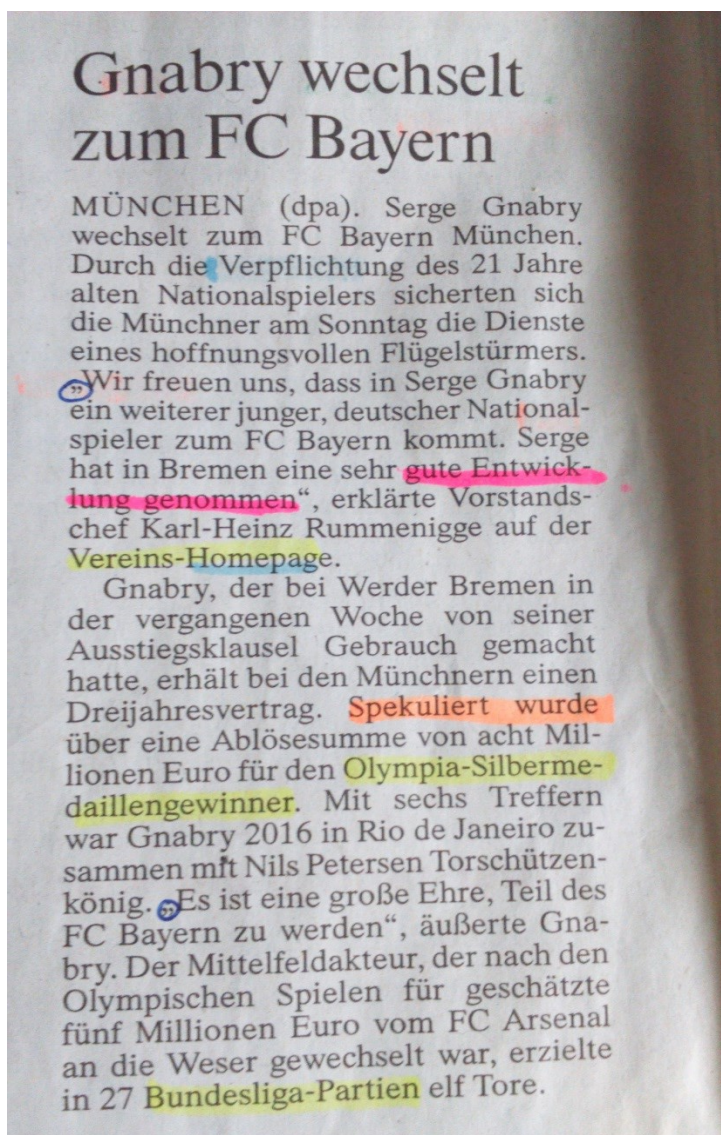 Gnabry wechselt
zum FC Bayern
MÜNCHEN (dpa). Serge Gnabry
wechselt zum FC Bayern München.
Durch die Verpflichtung des 21 Jahre
alten Nationalspielers sicherten sich
die Münchner am Sonntag die Dienste
eines hoffnungsvollen Flügelstürmers.
„Wir freuen uns, dass in Serge Gnabry
ein weiterer junger, deutscher National-
spieler zum FC Bayern kommt. Serge
hat in Bremen eine sehr gute Entwick-
lung genommen“, erklärte Vorstands-
chef Karl-Heinz Rummenigge auf der
Vereins-Homepage.
Gnabry, der bei Werder Bremen in
der vergangenen Woche von seiner
Ausstiegsklausel Gebrauch gemacht
hatte, erhält bei den Münchnern einen
Dreijahresvertrag. Spekuliert wurde
über eine Ablösesumme von acht Mil-
lionen Euro für den Olympia-Silberme-
daillengewinner. Mit sechs Treffern
war Gnabry 2016 in Rio de Janeiro zu-
sammen mit Nils Petersen Torschützen-
könig. „Es ist eine große Ehre, Teil des
FC Bayern zu werden“, äußerte Gna-
bry. Der Mittelfeldakteur, der nach den
Olympischen Spielen für geschätzte
fünf Millionen Euro vom FC Arsenal
an die Weser gewechselt war, erzielte
in 27 Bundesliga-Partien elf Tore.